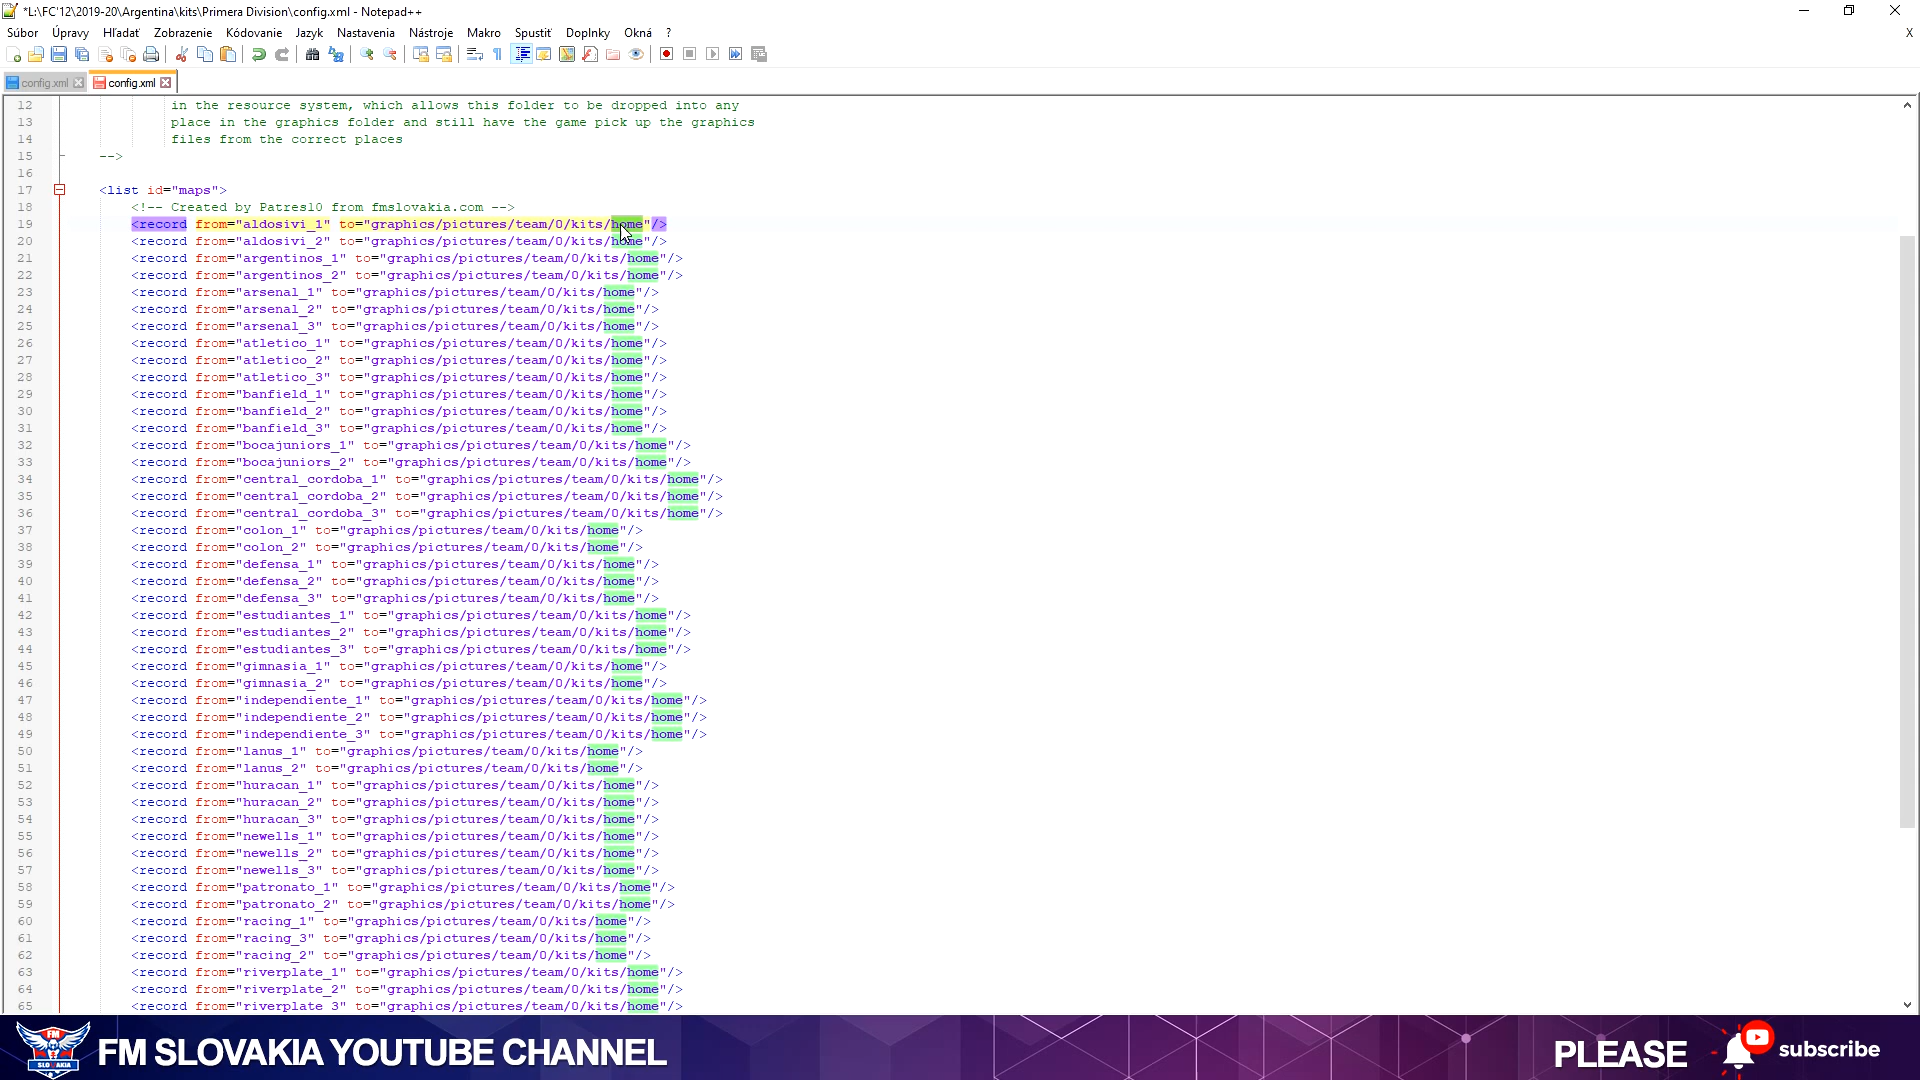 *L:\FC'12\2019-20\Argentina\kits\Primera Division\config.xml - Notepad++
Súbor Úpravy Hľadať Zobrazenie Kódovanie Jazyk Nastavenia Nástroje Makro Spustiť Doplnky Okná ? X
config.xml config.xml
12 in the resource system, which allows this folder to be dropped into any
13 place in the graphics folder and still have the game pick up the graphics
14 files from the correct places
15 -->
16
17 <list id="maps">
18 <!-- Created by Patres10 from fmslovakia.com -->
19 <record from="aldosivi_1" to="graphics/pictures/team/0/kits/home"/>
20 <record from="aldosivi_2" to="graphics/pictures/team/0/kits/home"/>
21 <record from="argentinos_1" to="graphics/pictures/team/0/kits/home"/>
22 <record from="argentinos_2" to="graphics/pictures/team/0/kits/home"/>
23 <record from="arsenal_1" to="graphics/pictures/team/0/kits/home"/>
24 <record from="arsenal_2" to="graphics/pictures/team/0/kits/home"/>
25 <record from="arsenal_3" to="graphics/pictures/team/0/kits/home"/>
26 <record from="atletico_1" to="graphics/pictures/team/0/kits/home"/>
27 <record from="atletico_2" to="graphics/pictures/team/0/kits/home"/>
28 <record from="atletico_3" to="graphics/pictures/team/0/kits/home"/>
29 <record from="banfield_1" to="graphics/pictures/team/0/kits/home"/>
30 <record from="banfield_2" to="graphics/pictures/team/0/kits/home"/>
31 <record from="banfield_3" to="graphics/pictures/team/0/kits/home"/>
32 <record from="bocajuniors_1" to="graphics/pictures/team/0/kits/home"/>
33 <record from="bocajuniors_2" to="graphics/pictures/team/0/kits/home"/>
34 <record from="central_cordoba_1" to="graphics/pictures/team/0/kits/home"/>
35 <record from="central_cordoba_2" to="graphics/pictures/team/0/kits/home"/>
36 <record from="central_cordoba_3" to="graphics/pictures/team/0/kits/home"/>
37 <record from="colon_1" to="graphics/pictures/team/0/kits/home"/>
38 <record from="colon_2" to="graphics/pictures/team/0/kits/home"/>
39 <record from="defensa_1" to="graphics/pictures/team/0/kits/home"/>
40 <record from="defensa_2" to="graphics/pictures/team/0/kits/home"/>
41 <record from="defensa_3" to="graphics/pictures/team/0/kits/home"/>
42 <record from="estudiantes_1" to="graphics/pictures/team/0/kits/home"/>
43 <record from="estudiantes_2" to="graphics/pictures/team/0/kits/home"/>
44 <record from="estudiantes_3" to="graphics/pictures/team/0/kits/home"/>
45 <record from="gimnasia_1" to="graphics/pictures/team/0/kits/home"/>
46 <record from="gimnasia_2" to="graphics/pictures/team/0/kits/home"/>
47 <record from="independiente_1" to="graphics/pictures/team/0/kits/home"/>
48 <record from="independiente_2" to="graphics/pictures/team/0/kits/home"/>
49 <record from="independiente_3" to="graphics/pictures/team/0/kits/home"/>
50 <record from="lanus_1" to="graphics/pictures/team/0/kits/home"/>
51 <record from="lanus_2" to="graphics/pictures/team/0/kits/home"/>
52 <record from="huracan_1" to="graphics/pictures/team/0/kits/home"/>
53 <record from="huracan_2" to="graphics/pictures/team/0/kits/home"/>
54 <record from="huracan_3" to="graphics/pictures/team/0/kits/home"/>
55 <record from="newells_1" to="graphics/pictures/team/0/kits/home"/>
56 <record from="newells_2" to="graphics/pictures/team/0/kits/home"/>
57 <record from="newells_3" to="graphics/pictures/team/0/kits/home"/>
58 <record from="patronato_1" to="graphics/pictures/team/0/kits/home"/>
59 <record from="patronato_2" to="graphics/pictures/team/0/kits/home"/>
60 <record from="racing_1" to="graphics/pictures/team/0/kits/home"/>
61 <record from="racing_3" to="graphics/pictures/team/0/kits/home"/>
62 <record from="racing_2" to="graphics/pictures/team/0/kits/home"/>
63 <record from="riverplate_1" to="graphics/pictures/team/0/kits/home"/>
64 <record from="riverplate_2" to="graphics/pictures/team/0/kits/home"/>
65 <record from="riverplate_3" to="graphics/pictures/team/0/kits/home"/>
FM
SLOVAKIA
FM SLOVAKIA YOUTUBE CHANNEL
PLEASE subscribe